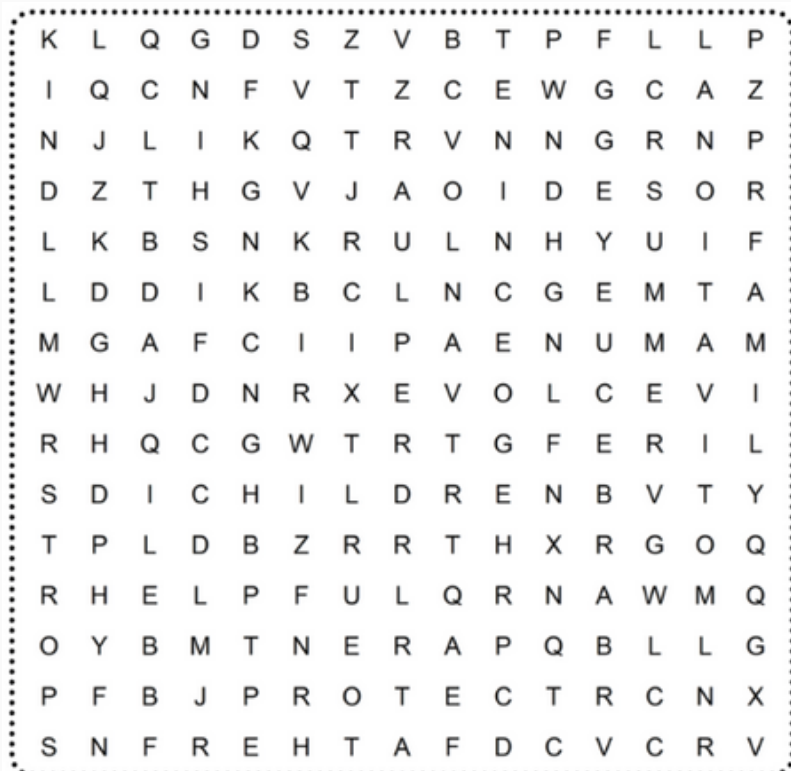 K L Q G D S Z V B T P F L L P
I Q C N F V T Z C E W G C A Z
N J L I K Q T R V N N G R N P
D Z T H G V J A O I D E S O R
L K B S N K R U L N H Y U I F
L D D I K B C L N C G E M T A
M G A F C I I P A E N U M A M
W H J D N R X E V O L C E V I
R H Q C G W T R T G F E R I L
S D I C H I L D R E N B V T Y
T P L D B Z R R T H X R G O Q
R H E L P F U L Q R N A W M Q
O Y B M T N E R A P Q B L L G
P F B J P R O T E C T R C N X
S N F R E H T A F D C V C R V